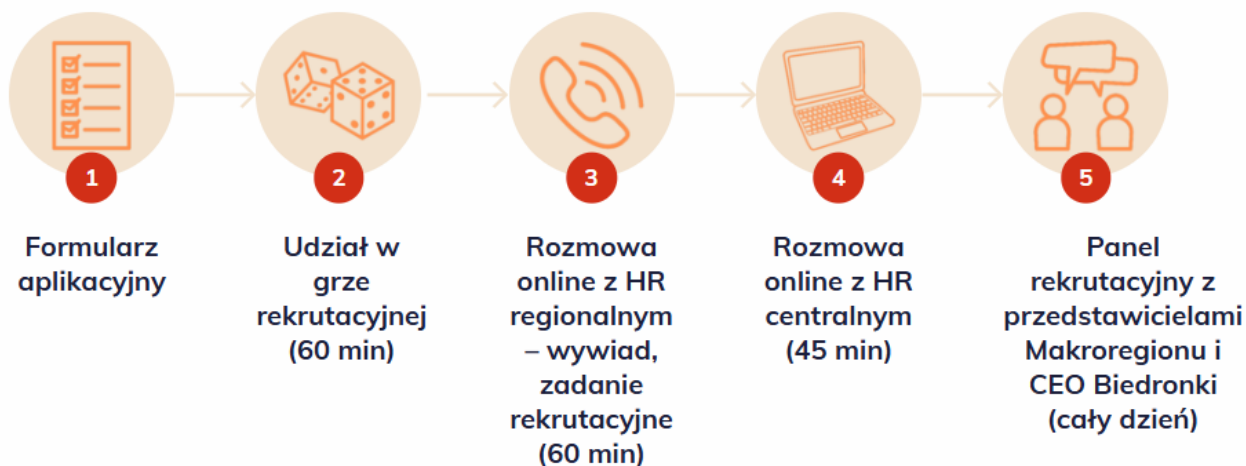 1
Formularz
aplikacyjny
2
Udział w
grze
rekrutacyjnej
(60 min)
3
Rozmowa
online z HR
regionalnym
– wywiad,
zadanie
rekrutacyjne
(60 min)
4
Rozmowa
online z HR
centralnym
(45 min)
5
Panel
rekrutacyjny z
przedstawicielami
Makroregionu i
CEO Biedronki
(cały dzień)